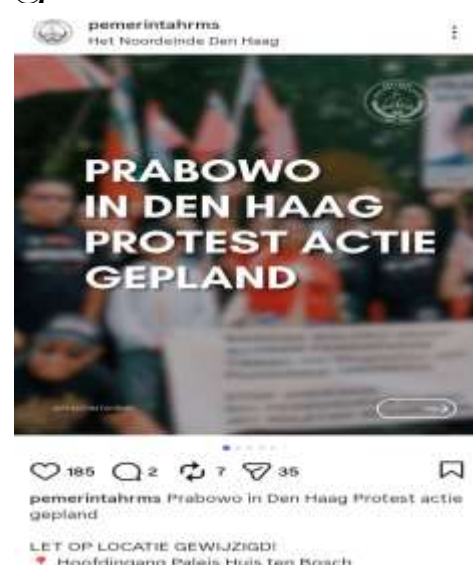 pemerintahrms
Het Noordeinde Den Haag
PRABOWO
IN DEN HAAG
PROTEST ACTIE
GEPLAND
185 2 7 35
pemerintahrms Prabowo in Den Haag Protest actie
gepland
LET OP LOCATIE GEWIJZIGD!
Hoofdingang Paleis Huis ten Bosch